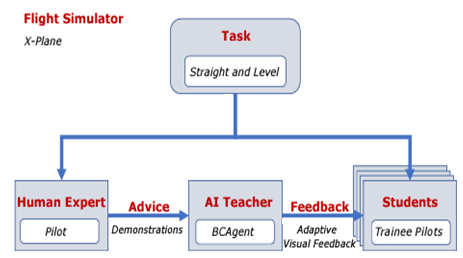 Flight Simulator
X-Plane
Task
Straight and Level
Human Expert
Pilot
Advice
Demonstrations
AI Teacher
BCAgent
Feedback
Adaptive
Visual Feedback
Students
Trainee Pilots